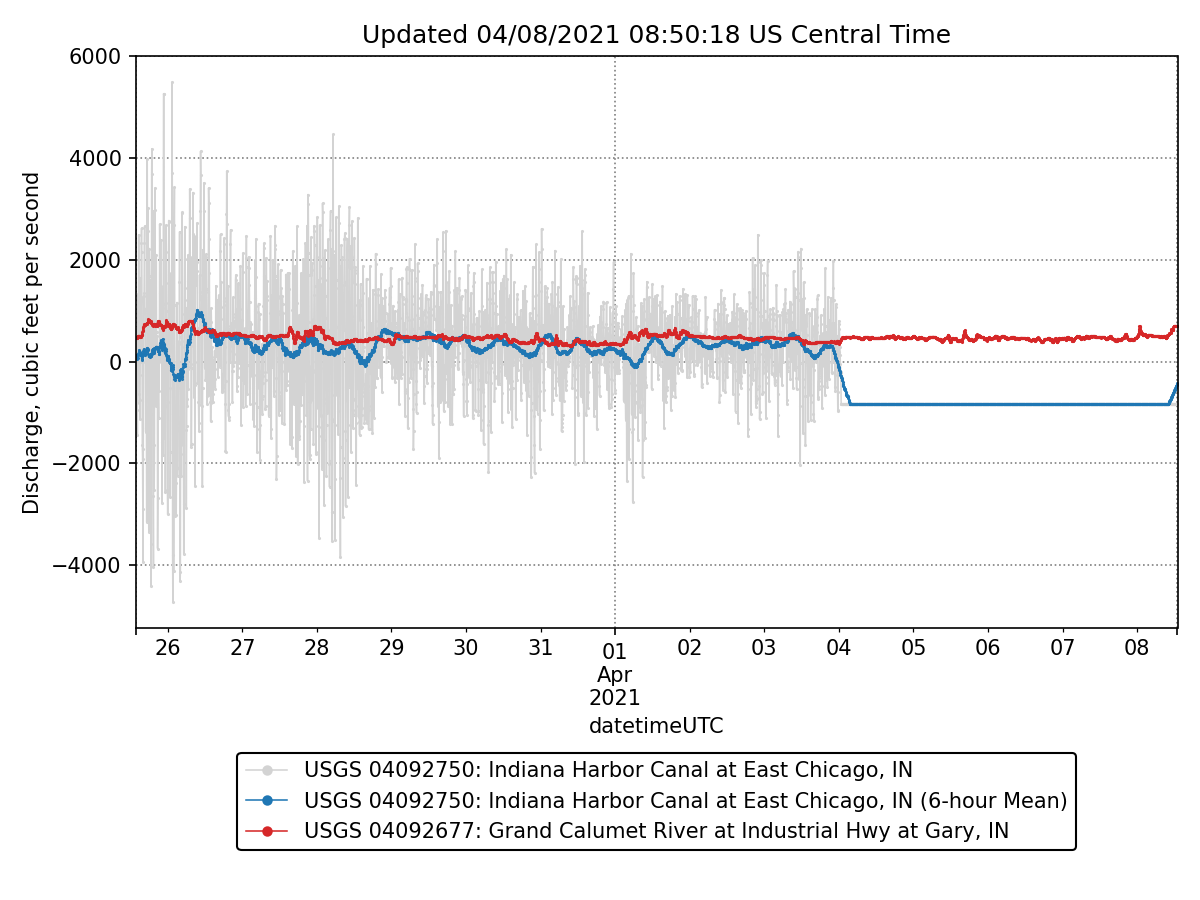 Updated 04/08/2021 08:50:18 US Central Time
Discharge, cubic feet per second
6000
4000
2000
0
−2000
−4000
26 27 28 29 30 31 01 02 03 04 05 06 07 08
Apr
2021
datetimeUTC
USGS 04092750: Indiana Harbor Canal at East Chicago, IN
USGS 04092750: Indiana Harbor Canal at East Chicago, IN (6-hour Mean)
USGS 04092677: Grand Calumet River at Industrial Hwy at Gary, IN